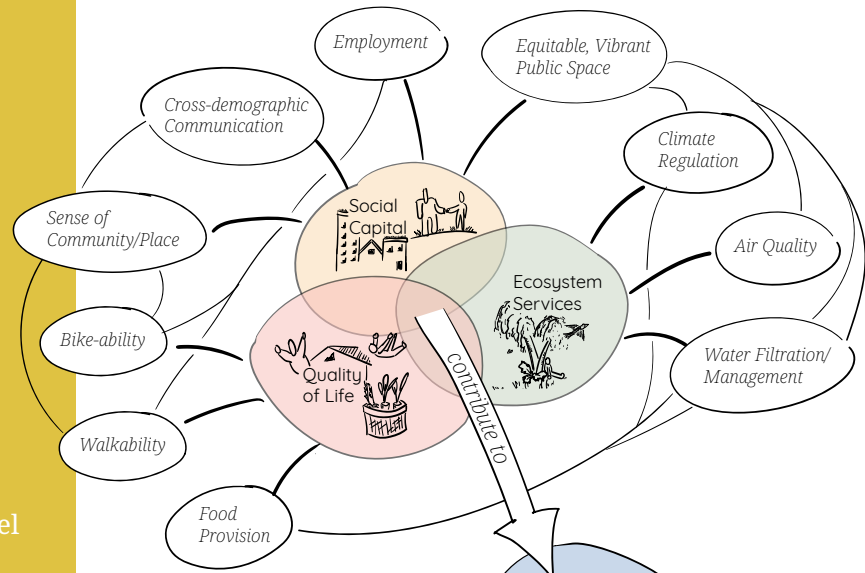 Employment
Equitable, Vibrant
Public Space
Cross-demographic
Communication
Climate
Regulation
Social
Capital
Sense of
Community/Place
Air Quality
Ecosystem
Services
Bike-ability
Water Filtration/
Management
Quality
of Life
contribute to
Walkability
Food
Provision
el